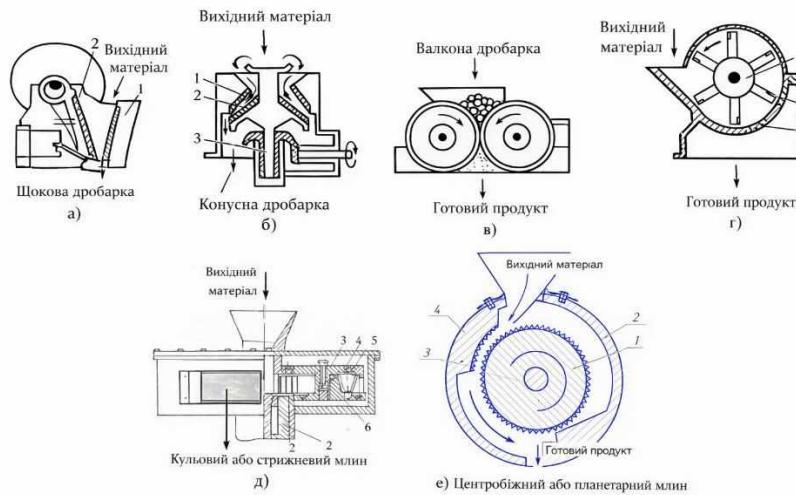 2
Вихідний
матеріал
1
Щокова дробарка
а)
Вихідний матеріал
1
2
3
Конусна дробарка
б)
Валкона дробарка
Готовий продукт
в)
Вихідний
матеріал
Готовий продукт
г)
Вихідний
матеріал
3 4 5
6
2 2
Кульовий або стрижневий млин
д)
Вихідний матеріал
4
2
3
1
Готовий продукт
е) Центробіжний або планетарний млин